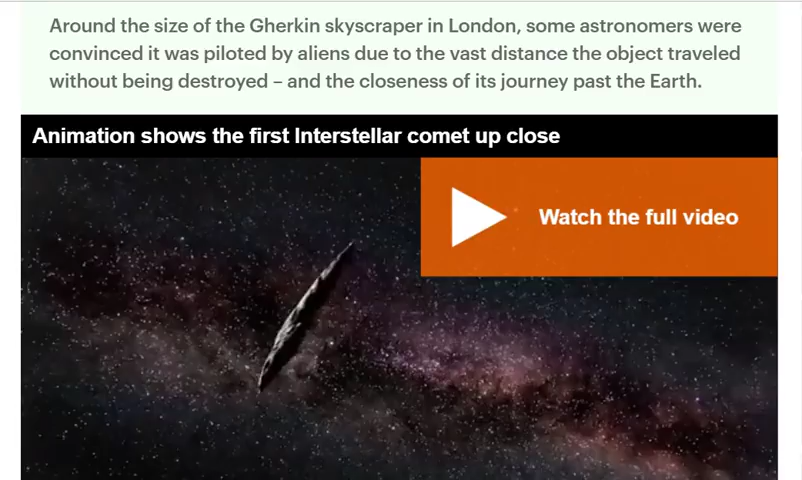 Around the size of the Gherkin skyscraper in London, some astronomers were
convinced it was piloted by aliens due to the vast distance the object traveled
without being destroyed – and the closeness of its journey past the Earth.
Animation shows the first Interstellar comet up close
Watch the full video